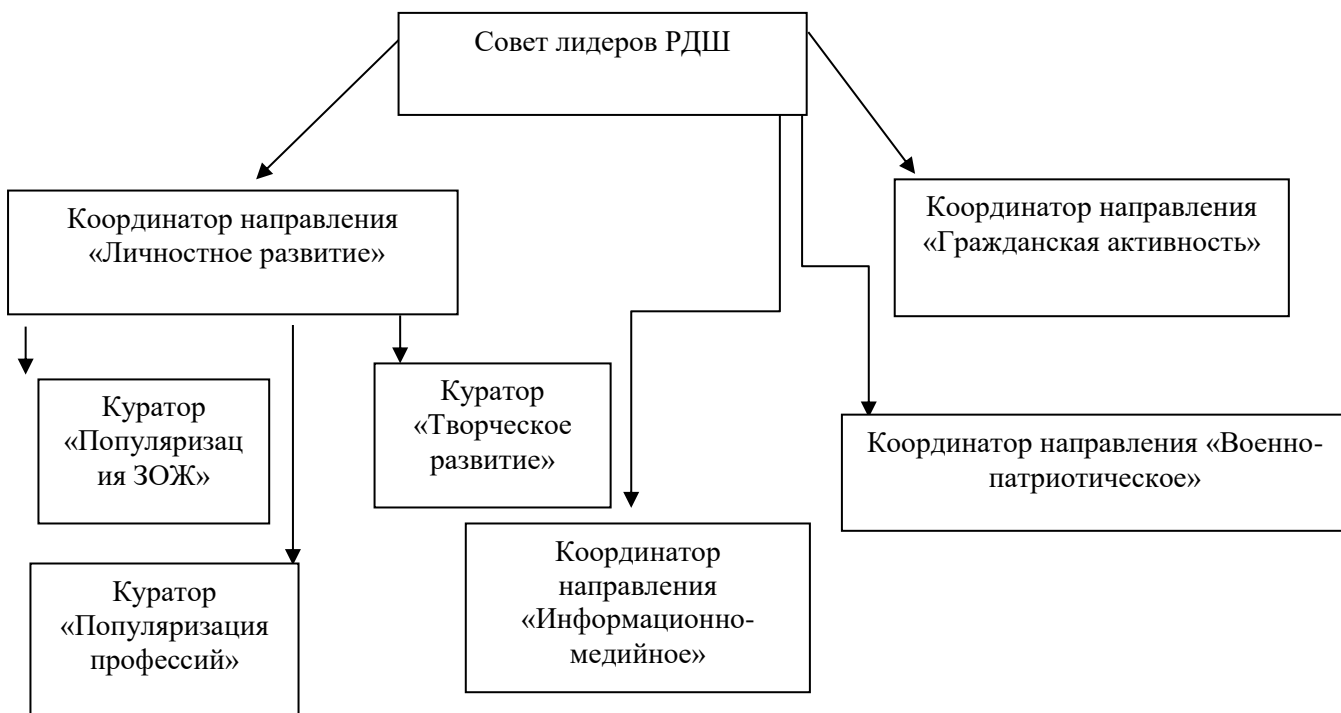 Совет лидеров РДШ
Координатор направления
«Личностное развитие»
Координатор направления
«Гражданская активность»
Куратор
«Популяризац
ия ЗОЖ»
Куратор
«Творческое
развитие»
Координатор направления «Военно-
патриотическое»
Куратор
«Популяризация
профессий»
Координатор
направления
«Информационно-
медийное»